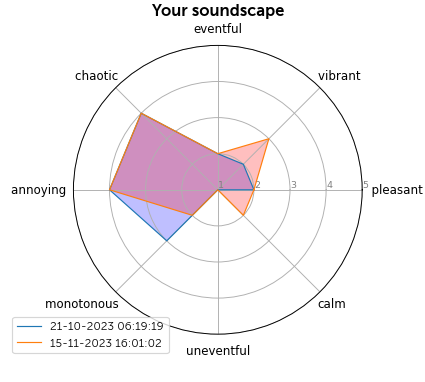 Your soundscape
eventful
chaotic
vibrant
annoying
1 2 3 4 5
pleasant
monotonous
calm
uneventful
21-10-2023 06:19:19
15-11-2023 16:01:02